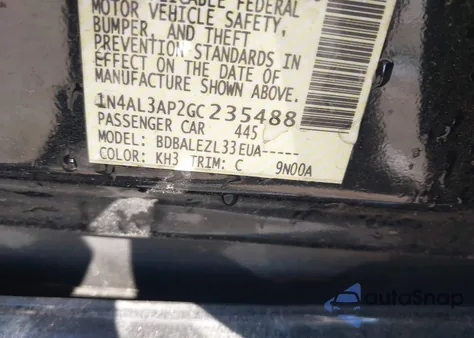 MOTOR VEHICLE SAFETY,
BUMPER, AND THEFT
PREVENTION STANDARDS IN
EFFECT ON THE DATE OF
MANUFACTURE SHOWN ABOVE.
1N4AL3AP2GC235488
PASSENGER CAR 445
MODEL: BDBALEZL33EUA-----
COLOR: KH3 TRIM: C 9N00A
autoSnap